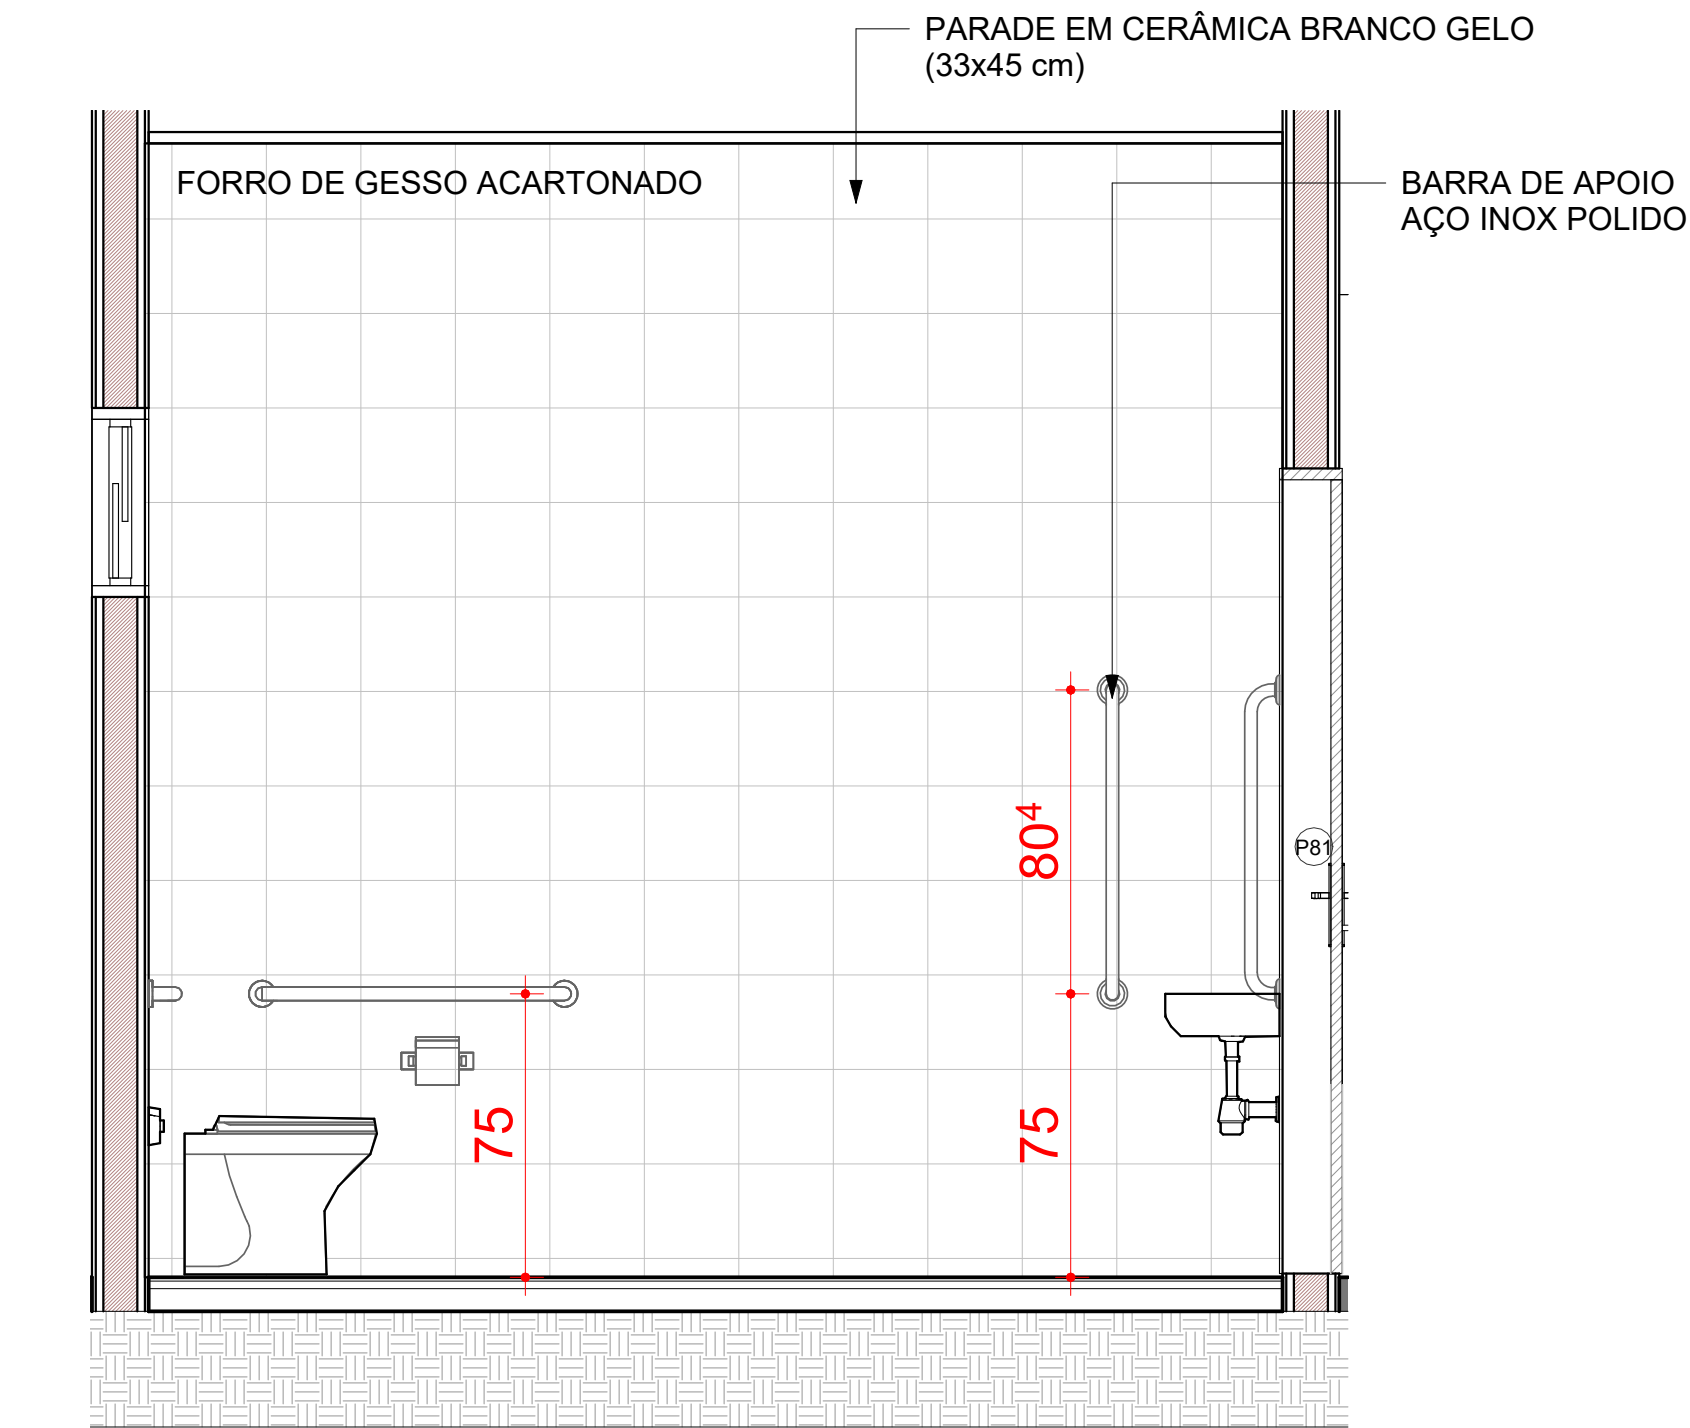 PARADE EM CERÂMICA BRANCO GELO
(33x45 cm)
FORRO DE GESSO ACARTONADO
BARRA DE APOIO
AÇO INOX POLIDO
80⁴
P81
75
75